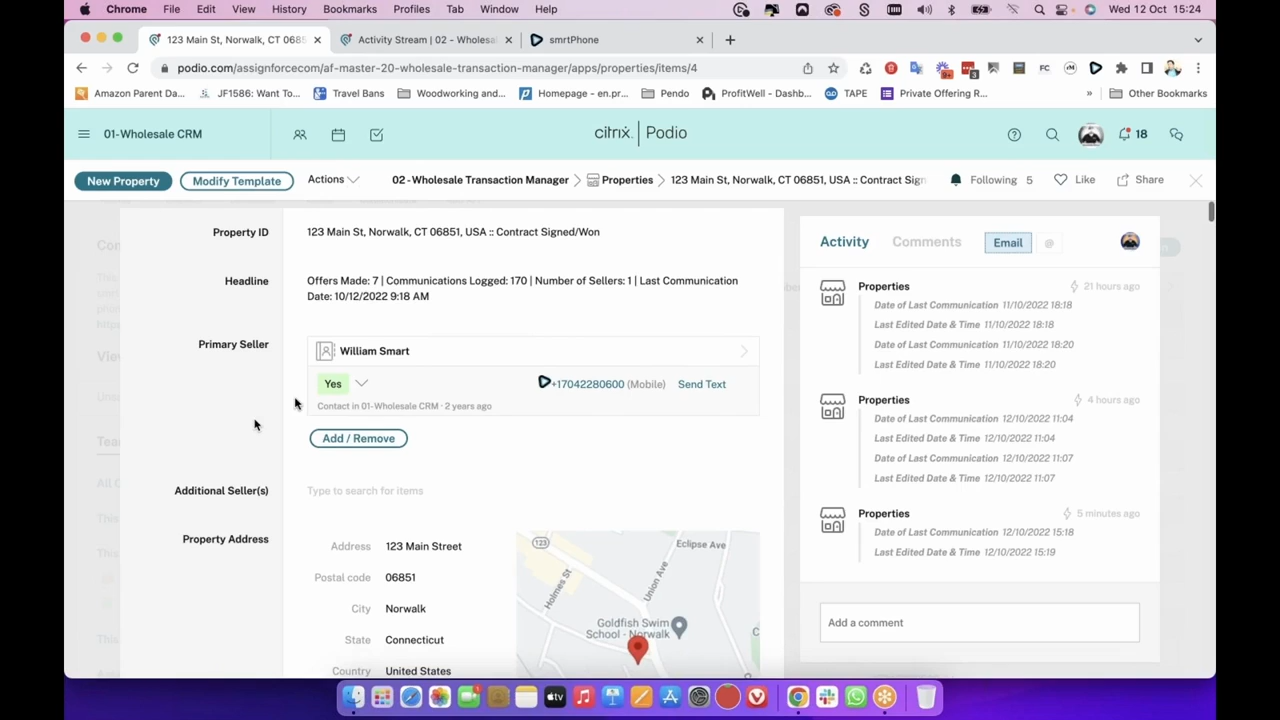 Chrome File Edit View History Bookmarks Profiles Tab Window Help Wed 12 Oct 15:24
123 Main St, Norwalk, CT 0685 Activity Stream | 02 - Wholesa smrtPhone
podio.com/assignforcecom/af-master-20-wholesale-transaction-manager/apps/properties/items/4
Amazon Parent Da... JF1586: Want To... Travel Bans Woodworking and... Homepage - en.pr... Pendo ProfitWell - Dashb... TAPE Private Offering R... » Other Bookmarks
01-Wholesale CRM citrix Podio 18
New Property Modify Template Actions 02 - Wholesale Transaction Manager Properties 123 Main St, Norwalk, CT 06851, USA :: Contract Sign Following 5 Like Share
Property ID 123 Main St, Norwalk, CT 06851, USA :: Contract Signed/Won
Headline Offers Made: 7 | Communications Logged: 170 | Number of Sellers: 1 | Last Communication
Date: 10/12/2022 9:18 AM
Primary Seller William Smart
Yes +17042280600 (Mobile) Send Text
Contact in 01-Wholesale CRM · 2 years ago
Add / Remove
Additional Seller(s) Type to search for items
Property Address
Address 123 Main Street
Postal code 06851
City Norwalk
State Connecticut
Country United States
123
Eclipse Ave
Holmes St
Union Ave
Goldfish Swim
School - Norwalk
Activity Comments Email @
Properties 21 hours ago
Date of Last Communication 11/10/2022 18:18
Last Edited Date & Time 11/10/2022 18:18
Date of Last Communication 11/10/2022 18:20
Last Edited Date & Time 11/10/2022 18:20
Properties 4 hours ago
Date of Last Communication 12/10/2022 11:04
Last Edited Date & Time 12/10/2022 11:04
Date of Last Communication 12/10/2022 11:07
Last Edited Date & Time 12/10/2022 11:07
Properties 5 minutes ago
Date of Last Communication 12/10/2022 15:18
Last Edited Date & Time 12/10/2022 15:19
Add a comment